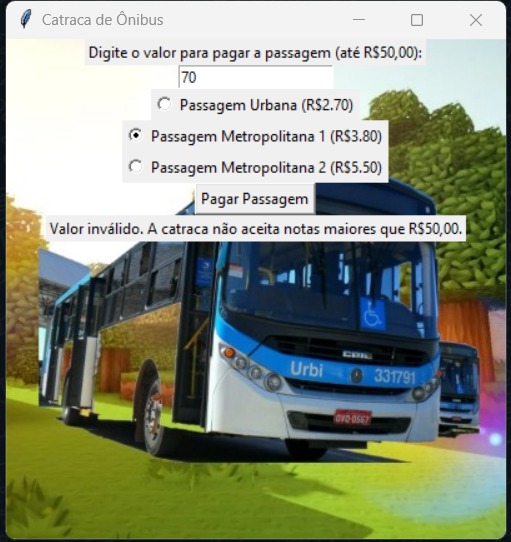 Catraca de Ônibus
Digite o valor para pagar a passagem (até R$50,00):
70
Passagem Urbana (R$2.70)
Passagem Metropolitana 1 (R$3.80)
Passagem Metropolitana 2 (R$5.50)
Pagar Passagem
Valor inválido. A catraca não aceita notas maiores que R$50,00.
Urbi 331791